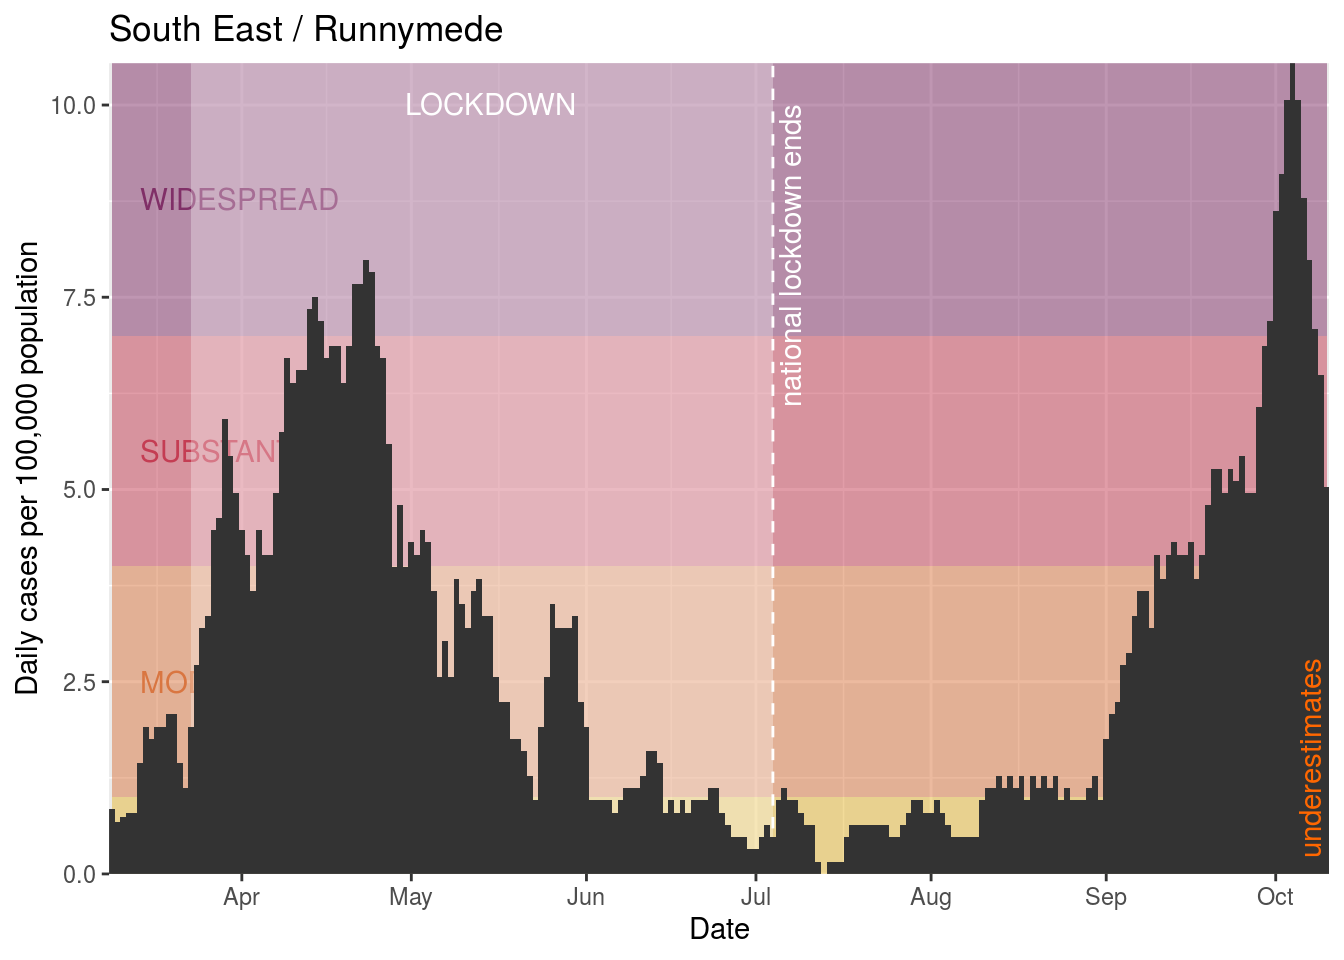 South East / Runnymede
Daily cases per 100,000 population
10.0
7.5
5.0
2.5
0.0
LOCKDOWN
WIDESPREAD
SUBSTANT
MOD
national lockdown ends
underestimates
Apr May Jun Jul Aug Sep Oct
Date